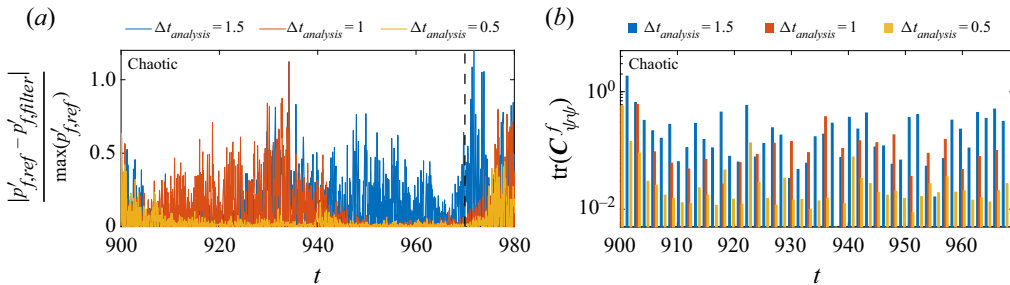 (a)
Δt_analysis = 1.5 Δt_analysis = 1 Δt_analysis = 0.5
Chaotic
|p′_f,ref − p′_f,filter|
max(p′_f,ref)
1.0
0.5
0
900 920 940 960 980
t
(b)
Δt_analysis = 1.5 Δt_analysis = 1 Δt_analysis = 0.5
Chaotic
tr(C^f_ψψ)
10^0
10^−2
900 910 920 930 940 950 960
t